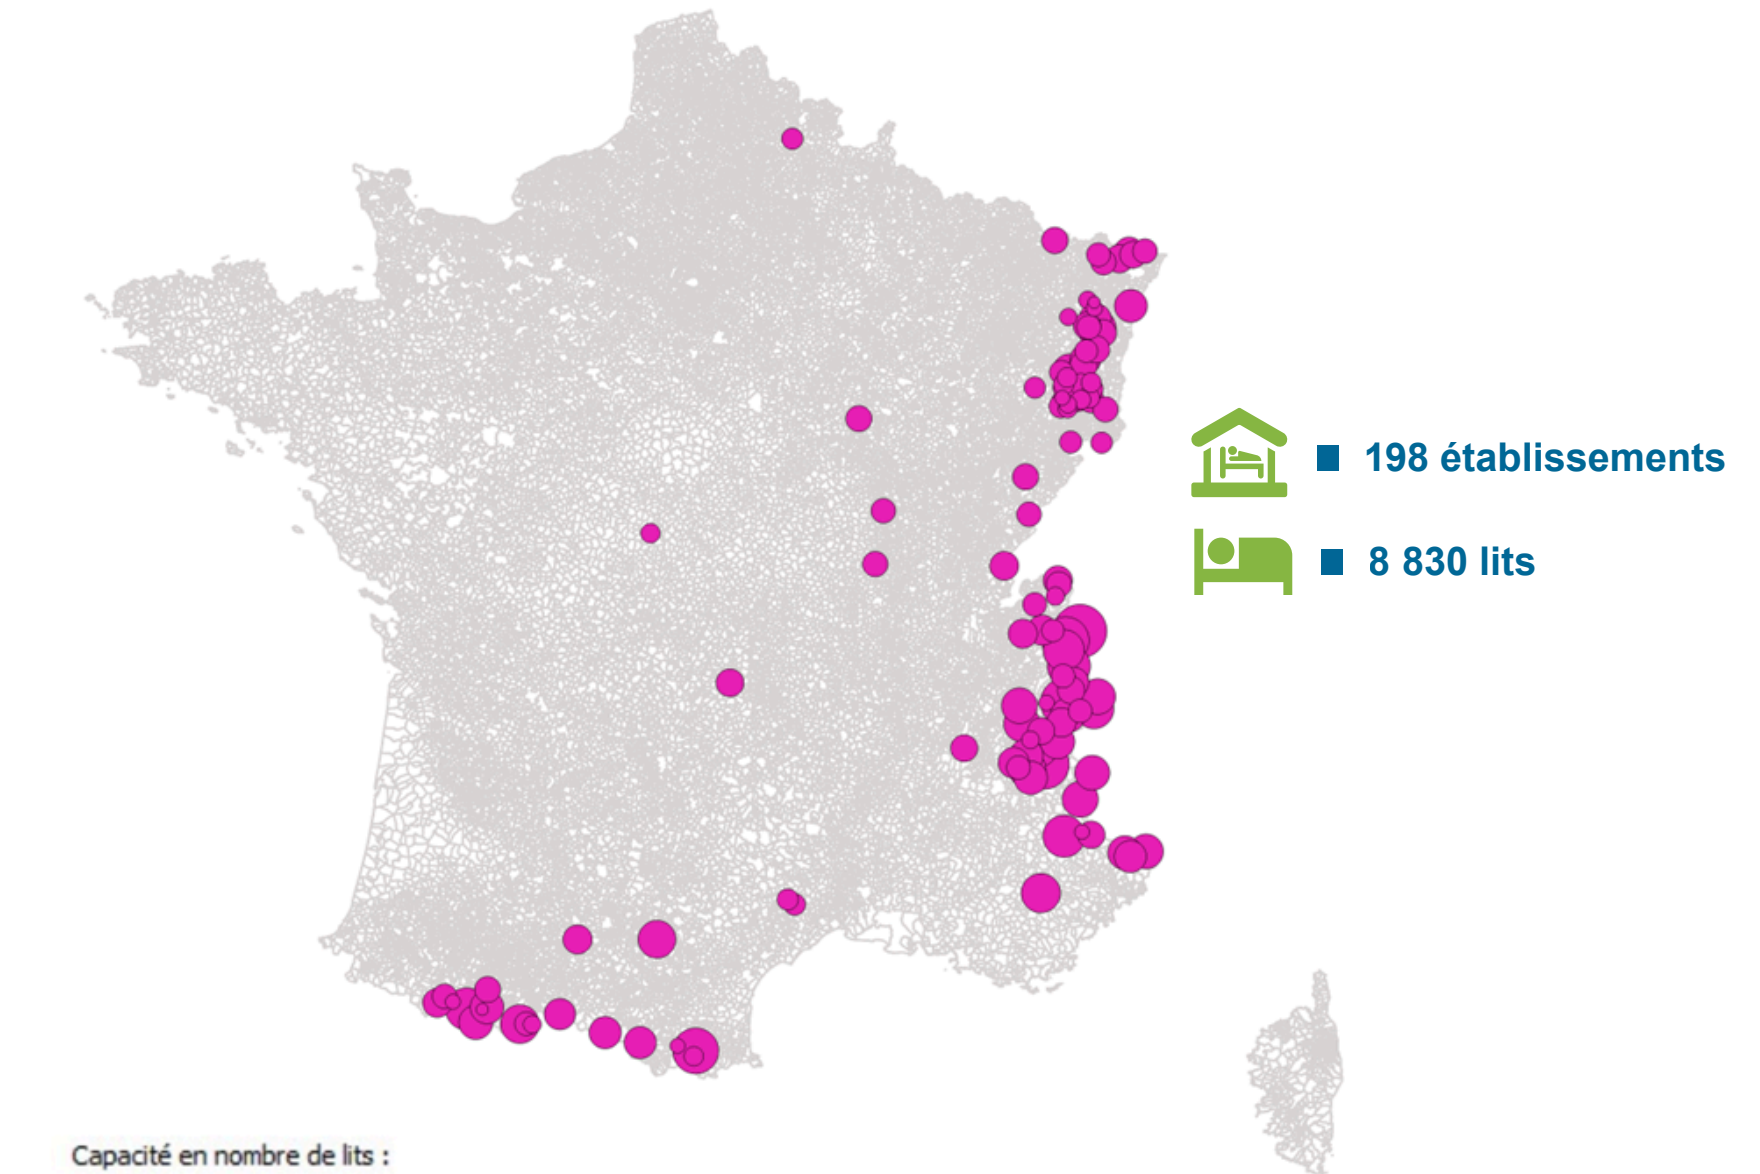 198 établissements
8 830 lits
Capacité en nombre de lits :